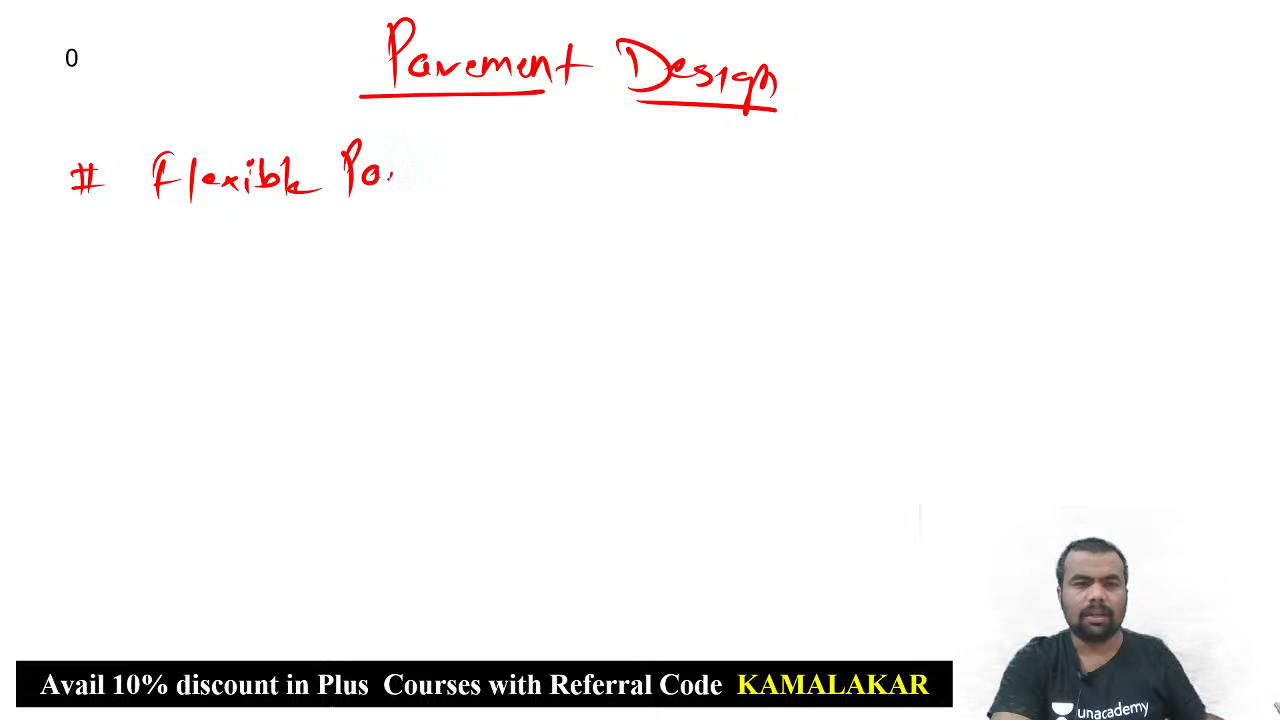 0
Pavement Design
# Flexible Pa
Avail 10% discount in Plus Courses with Referral Code KAMALAKAR
unacademy